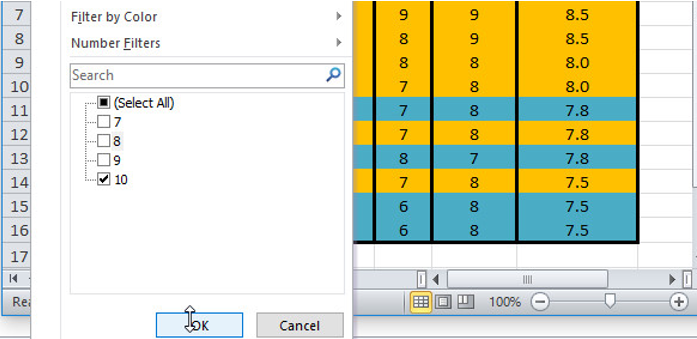 Filter by Color
Number Filters
Search
(Select All)
7
8
9
10
OK Cancel
7 9 9 8.5
8 8 9 8.5
9 8 8 8.0
10 7 8 8.0
11 7 8 7.8
12 7 8 7.8
13 8 7 7.8
14 7 8 7.5
15 6 8 7.5
16 6 8 7.5
17
100%